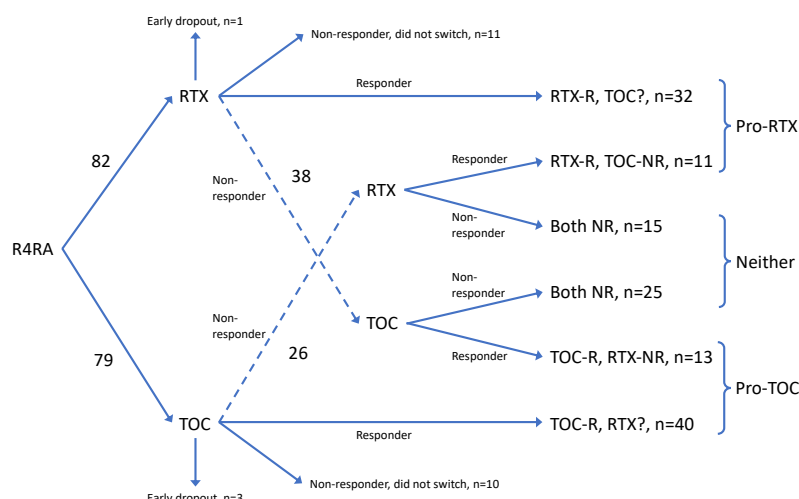 Early dropout, n=1
Non-responder, did not switch, n=11
RTX
Responder
RTX-R, TOC?, n=32
Pro-RTX
82
Non-
responder
38
RTX
Responder
RTX-R, TOC-NR, n=11
Non-
responder
Both NR, n=15
R4RA
Neither
Non-
responder
Both NR, n=25
Non-
responder
TOC
79
26
Responder
TOC-R, RTX-NR, n=13
Pro-TOC
TOC
Responder
TOC-R, RTX?, n=40
Non-responder, did not switch, n=10
Early dropout, n=3